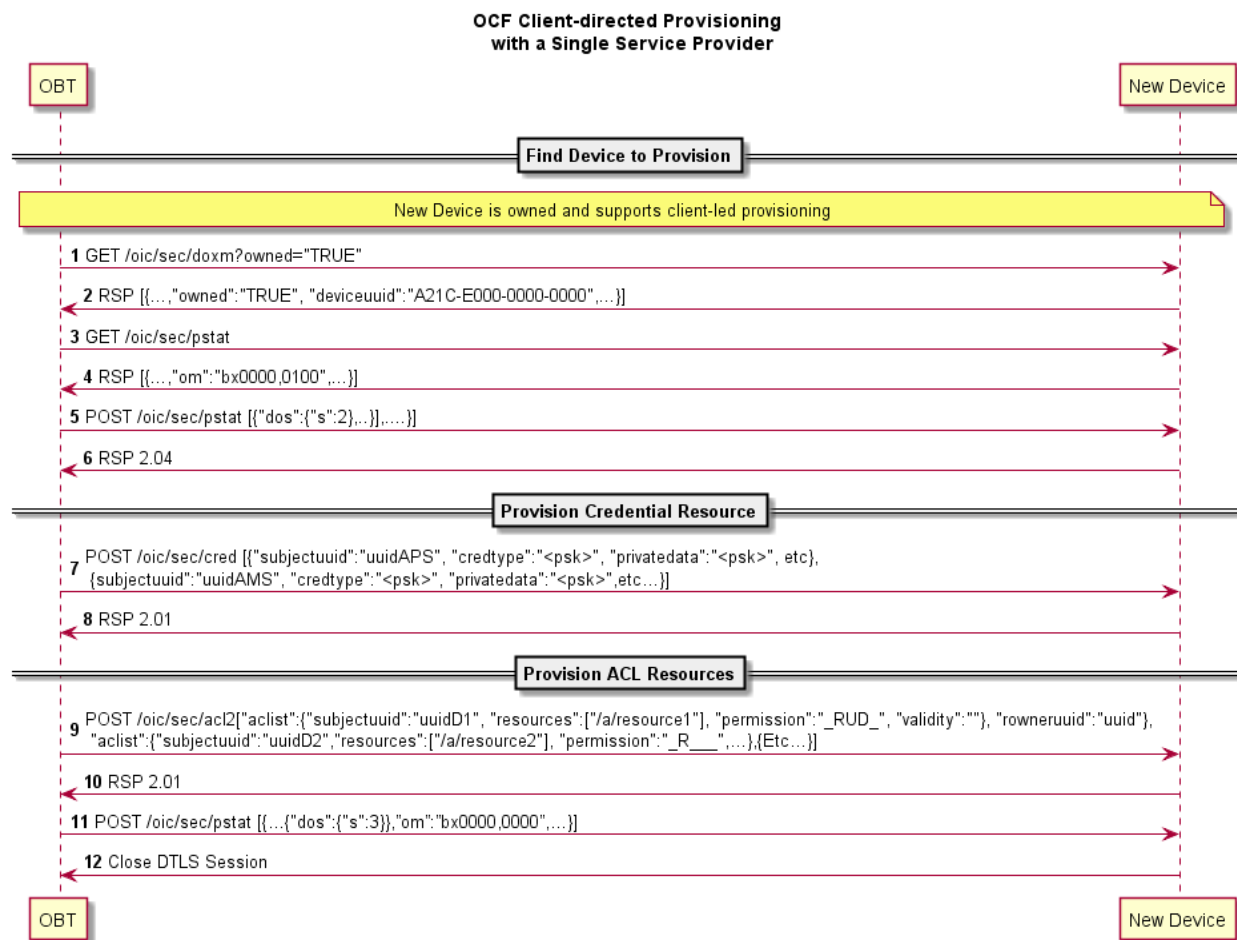 OCF Client-directed Provisioning
with a Single Service Provider
OBT
New Device
Find Device to Provision
New Device is owned and supports client-led provisioning
1 GET /oic/sec/doxm?owned="TRUE"
2 RSP [{...,"owned":"TRUE", "deviceuuid":"A21C-E000-0000-0000",...}]
3 GET /oic/sec/pstat
4 RSP [{...,"om":"bx0000,0100",...}]
5 POST /oic/sec/pstat [{"dos":{"s":2},..}],....}]
6 RSP 2.04
Provision Credential Resource
7 POST /oic/sec/cred [{"subjectuuid":"uuidAPS", "credtype":"<psk>", "privatedata":"<psk>", etc},
{subjectuuid":"uuidAMS", "credtype":"<psk>", "privatedata":"<psk>",etc...}]
8 RSP 2.01
Provision ACL Resources
9 POST /oic/sec/acl2["aclist":{"subjectuuid":"uuidD1", "resources":["/a/resource1"], "permission":"_RUD_", "validity":""}, "rowneruuid":"uuid"},
"aclist":{"subjectuuid":"uuidD2","resources":["/a/resource2"], "permission":"_R___",...},{Etc...}]
10 RSP 2.01
11 POST /oic/sec/pstat [{...{"dos":{"s":3}},"om":"bx0000,0000",...}]
12 Close DTLS Session
OBT
New Device